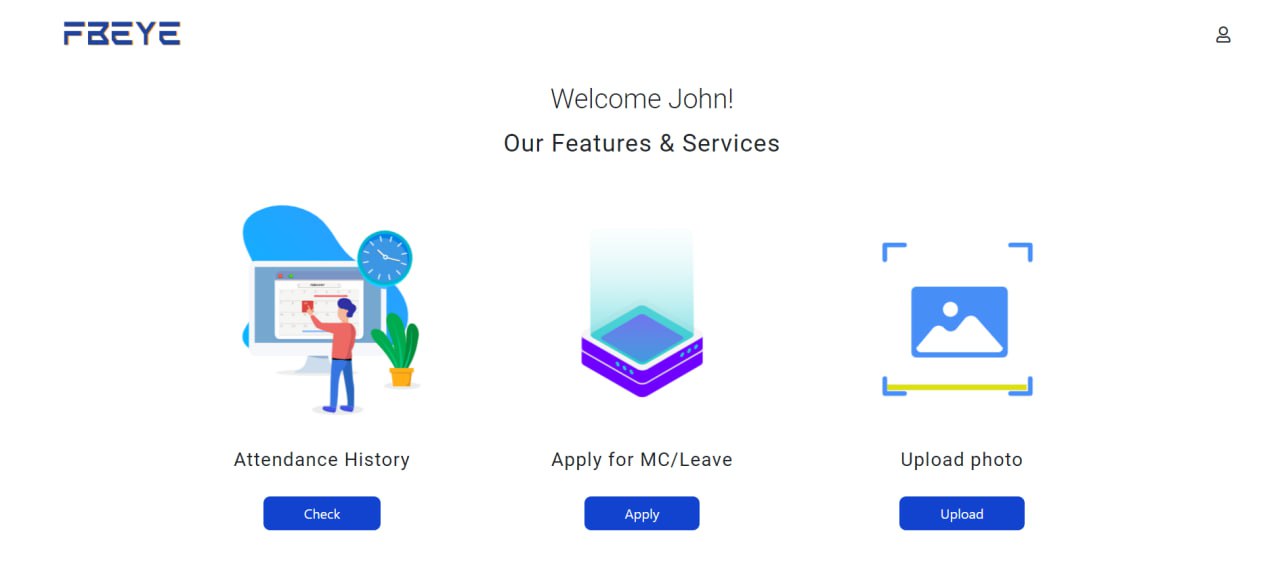 FBEYE
Welcome John!
Our Features & Services
Attendance History
Apply for MC/Leave
Upload photo
Check
Apply
Upload